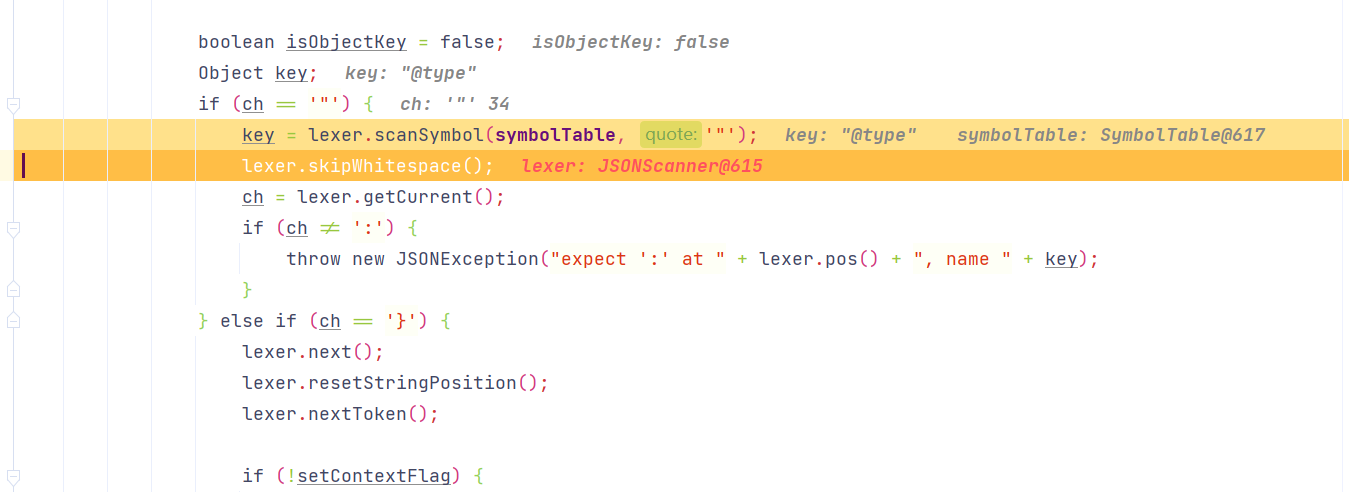 boolean isObjectKey = false;   isObjectKey: false
Object key;   key: "@type"
if (ch == '"') {   ch: '"' 34
    key = lexer.scanSymbol(symbolTable, quote: '"');   key: "@type"   symbolTable: SymbolTable@617
    lexer.skipWhitespace();   lexer: JSONScanner@615
    ch = lexer.getCurrent();
    if (ch ≠ ':') {
        throw new JSONException("expect ':' at " + lexer.pos() + ", name " + key);
    }
} else if (ch == '}') {
    lexer.next();
    lexer.resetStringPosition();
    lexer.nextToken();
    if (!setContextFlag) {